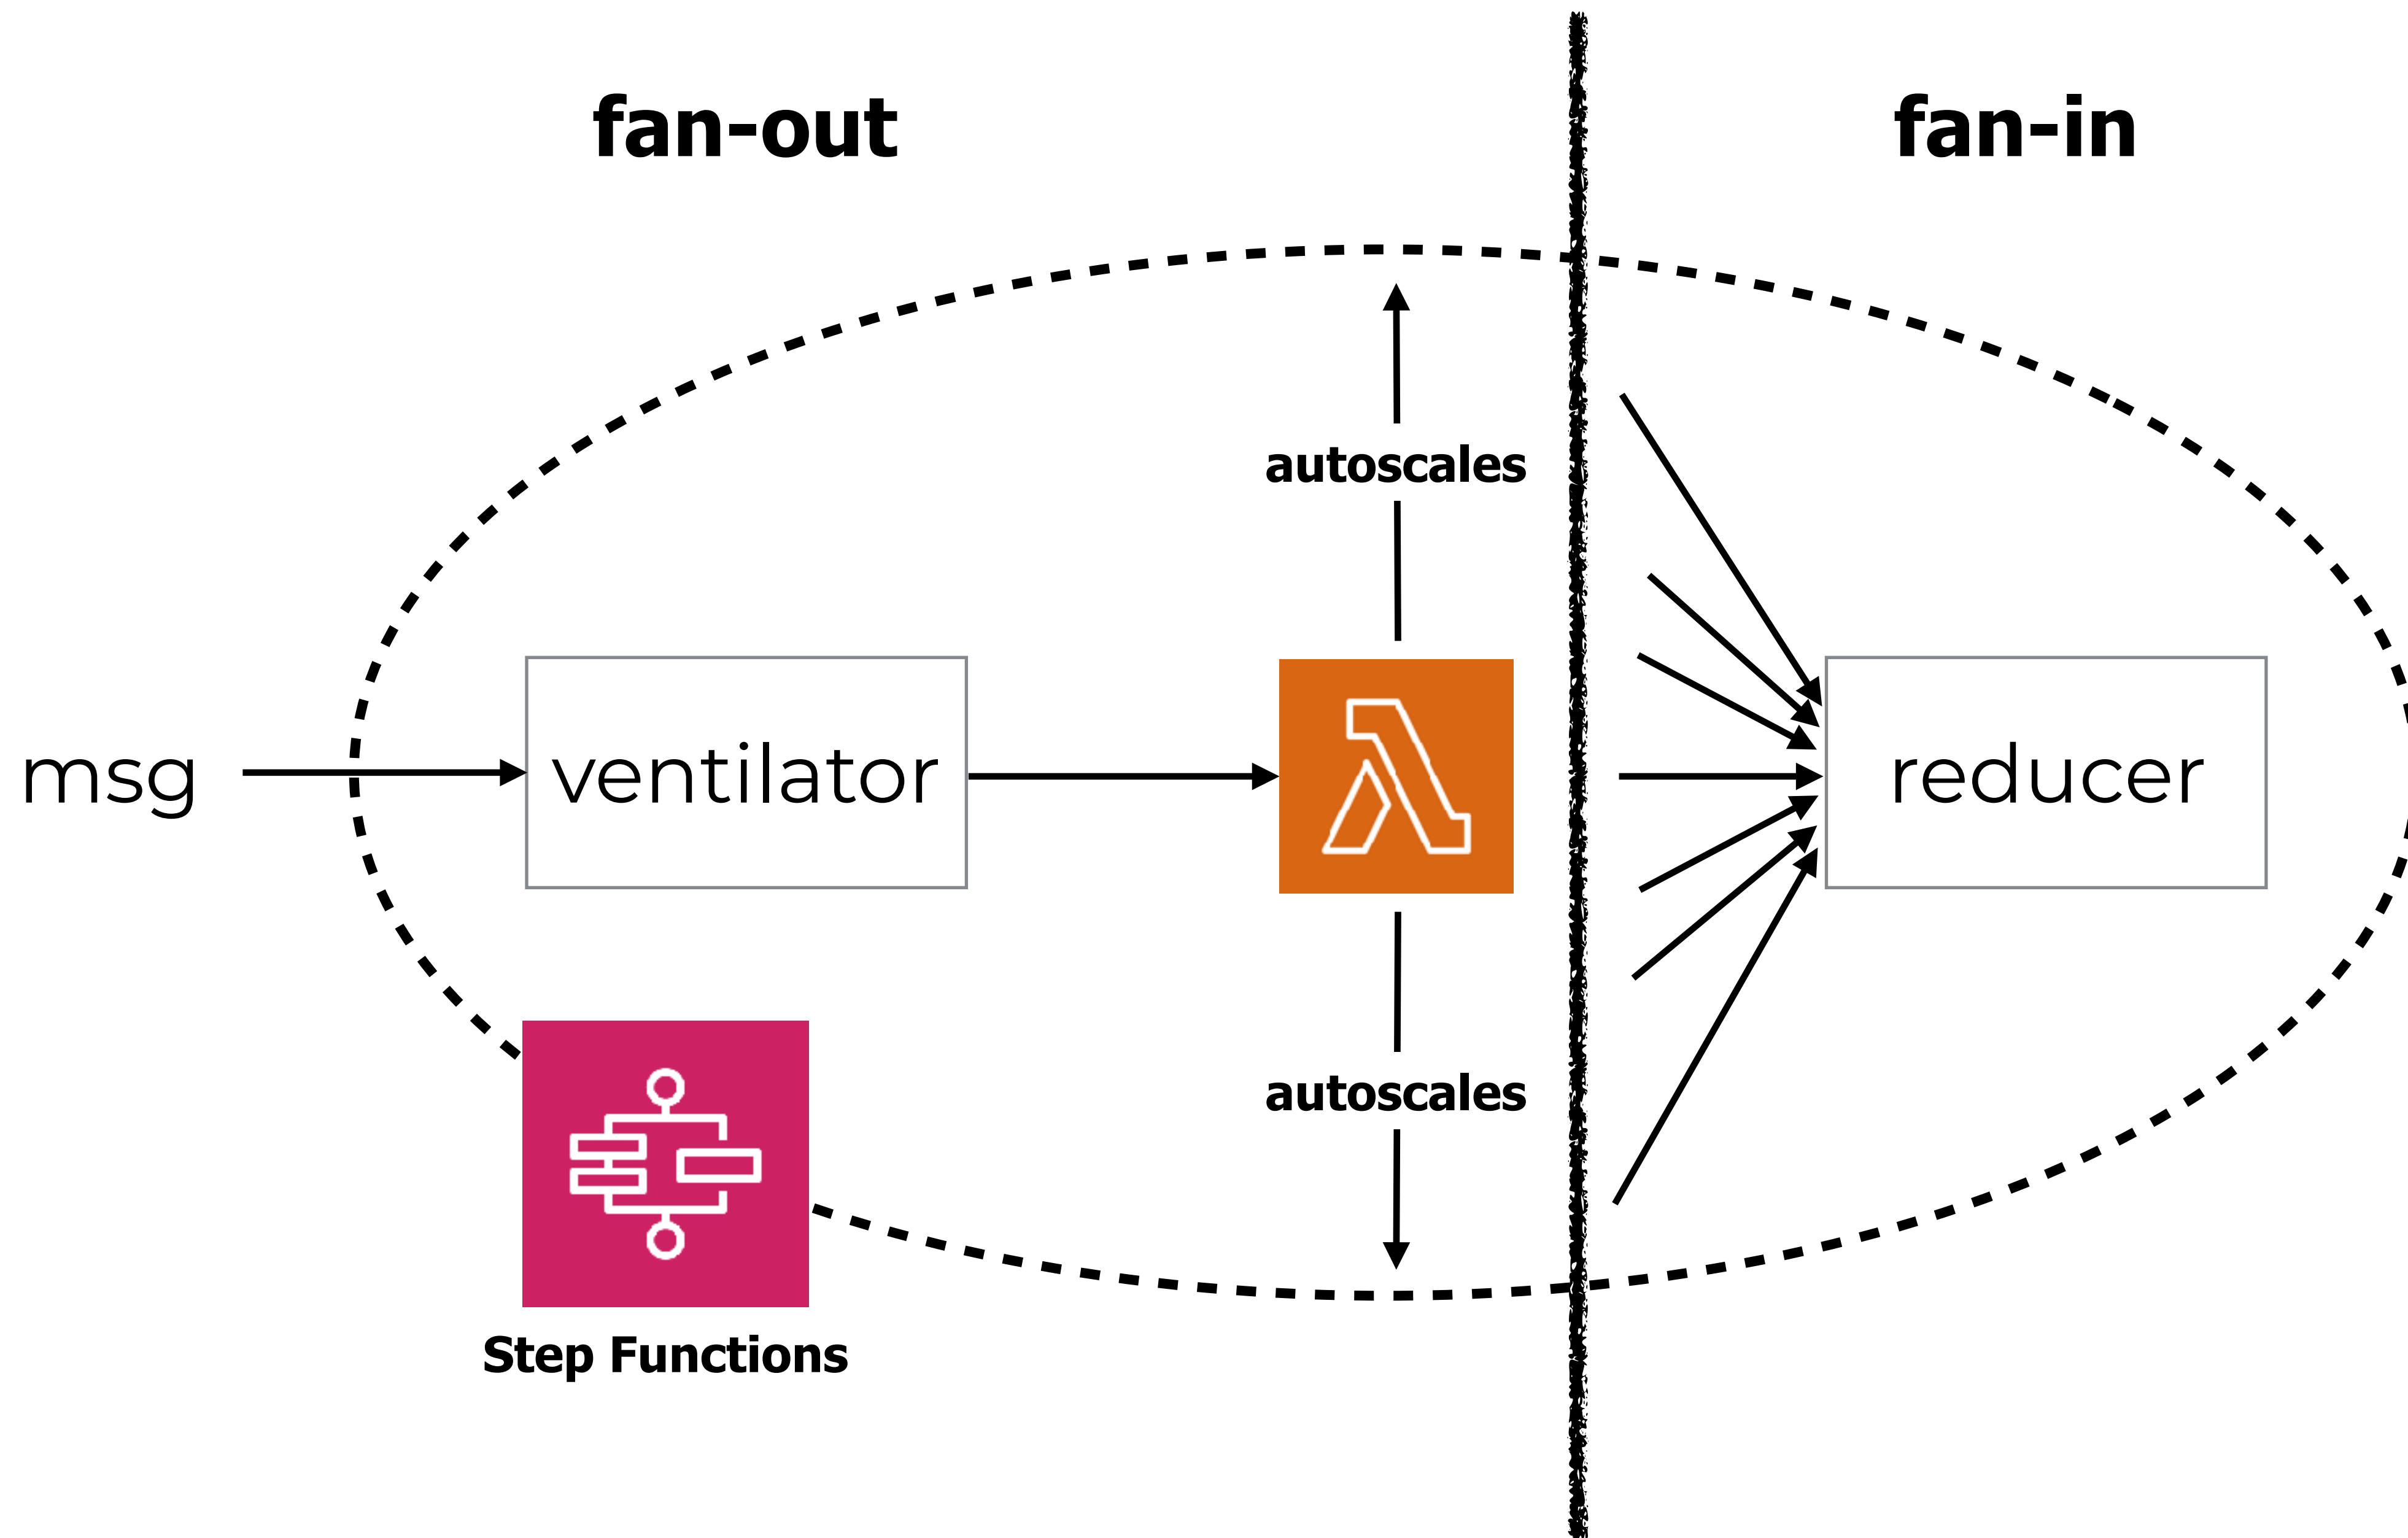 fan-out
fan-in
autoscales
msg
ventilator
reducer
autoscales
Step Functions